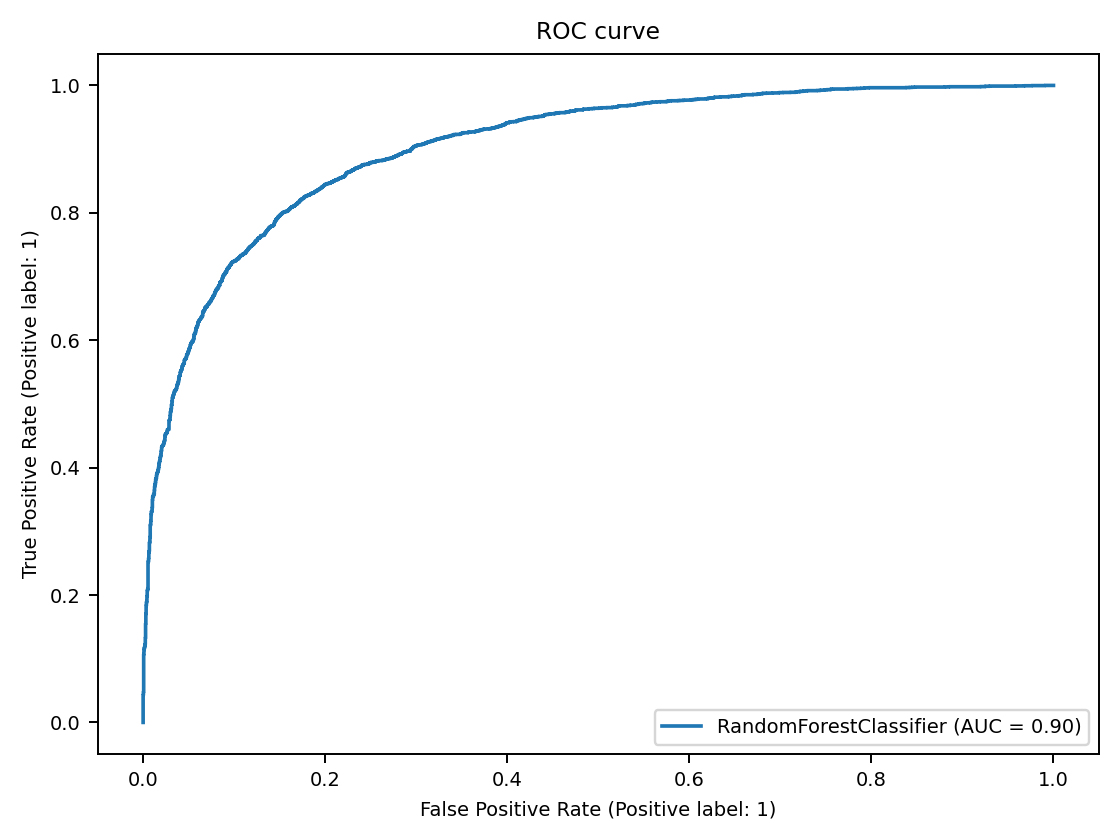 ROC curve
1.0
0.8
0.6
0.4
0.2
0.0
True Positive Rate (Positive label: 1)
RandomForestClassifier (AUC = 0.90)
0.0 0.2 0.4 0.6 0.8 1.0
False Positive Rate (Positive label: 1)